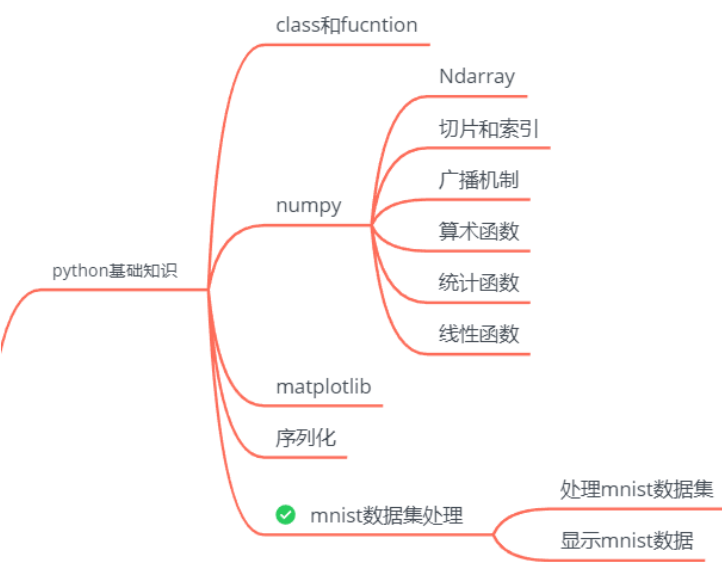 class和fucntion
Ndarray
切片和索引
广播机制
numpy
算术函数
python基础知识
统计函数
线性函数
matplotlib
序列化
处理mnist数据集
mnist数据集处理
显示mnist数据